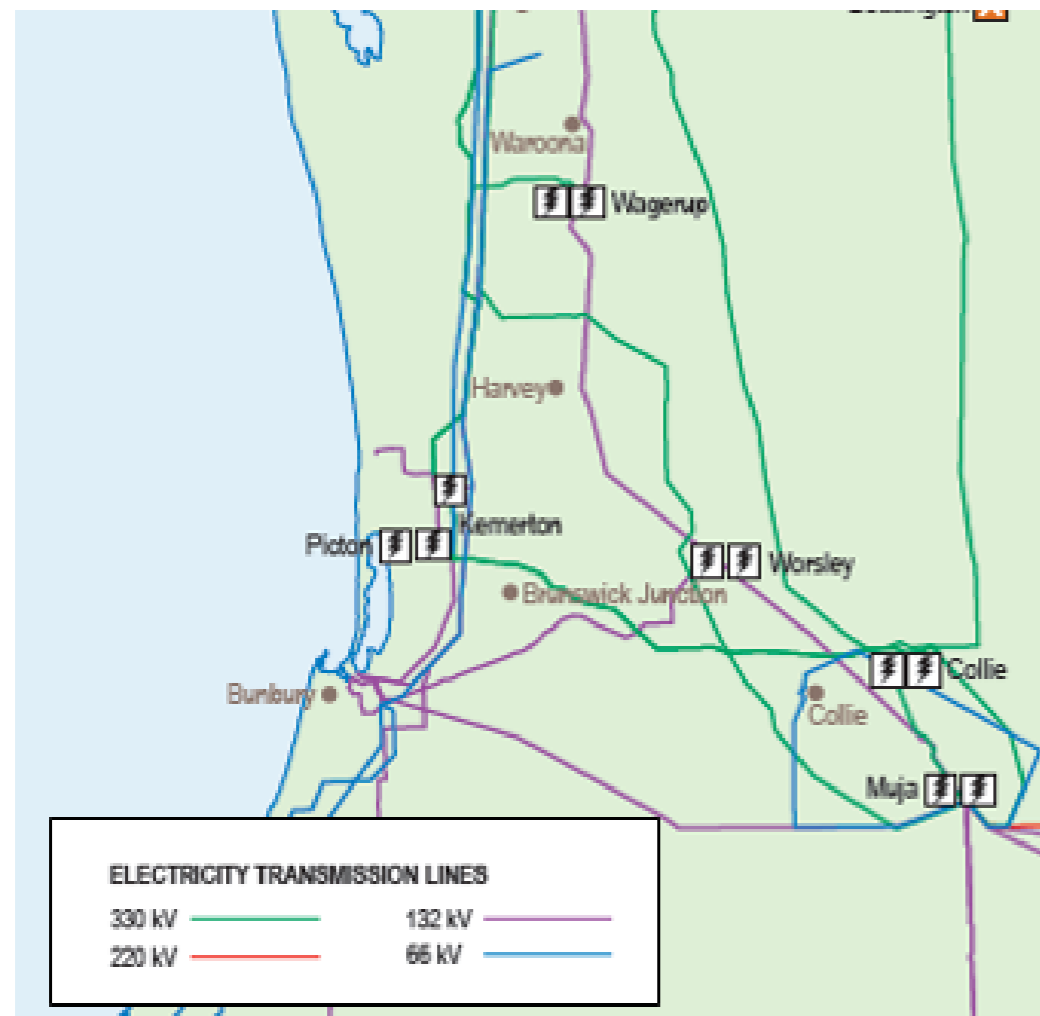 Waroona
Wagerup
Harvey
Kemerton
Picton
Worsley
Brunswick Junction
Collie
Bunbury
Collie
Muja
ELECTRICITY TRANSMISSION LINES
330 kV
132 kV
220 kV
66 kV